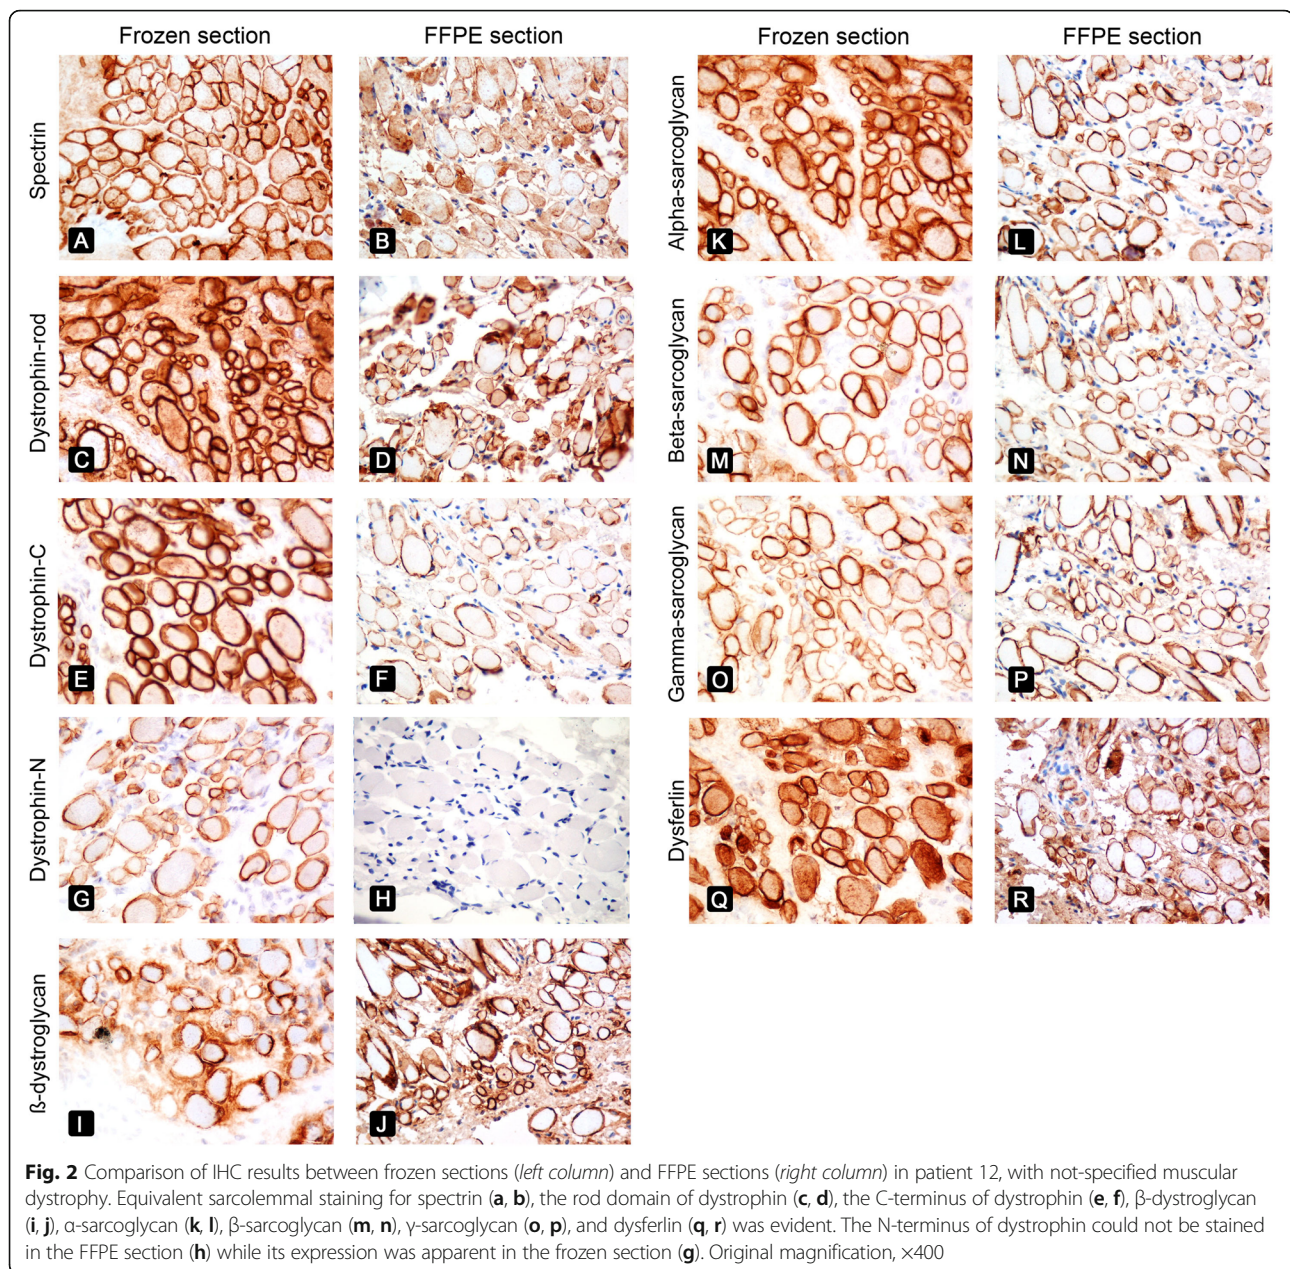 Frozen section FFPE section Frozen section FFPE section
Spectrin A B Alpha-sarcoglycan K L
Dystrophin-rod C D Beta-sarcoglycan M N
Dystrophin-C E F Gamma-sarcoglycan O P
Dystrophin-N G H Dysferlin Q R
ß-dystroglycan I J
Fig. 2 Comparison of IHC results between frozen sections (left column) and FFPE sections (right column) in patient 12, with not-specified muscular
dystrophy. Equivalent sarcolemmal staining for spectrin (a, b), the rod domain of dystrophin (c, d), the C-terminus of dystrophin (e, f), β-dystroglycan
(i, j), α-sarcoglycan (k, l), β-sarcoglycan (m, n), γ-sarcoglycan (o, p), and dysferlin (q, r) was evident. The N-terminus of dystrophin could not be stained
in the FFPE section (h) while its expression was apparent in the frozen section (g). Original magnification, ×400